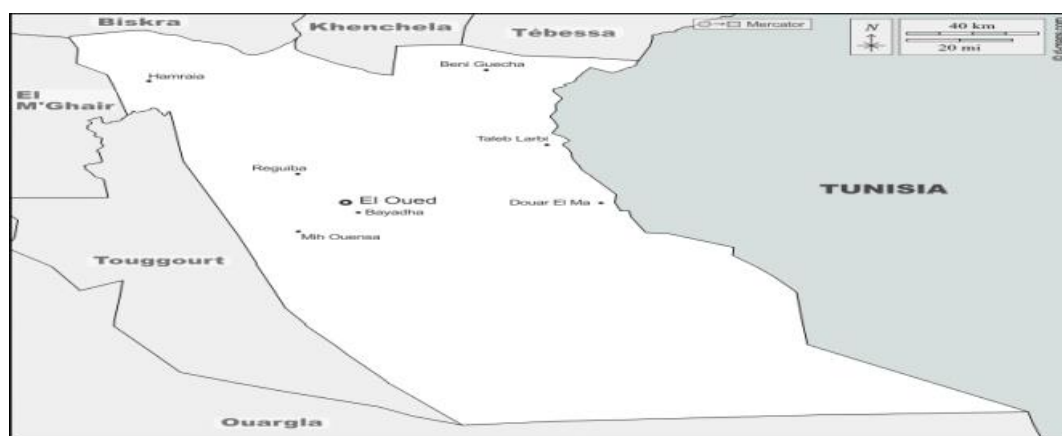 Biskra
Khenchela
Tébessa
Mercator
N
40 km
20 mi
Beni Guecha
Hamraia
El
M'Ghair
Taleb Larbi
Reguiba
TUNISIA
El Oued
Douar El Ma
Bayadha
Mih Ouensa
Touggourt
Ouargla